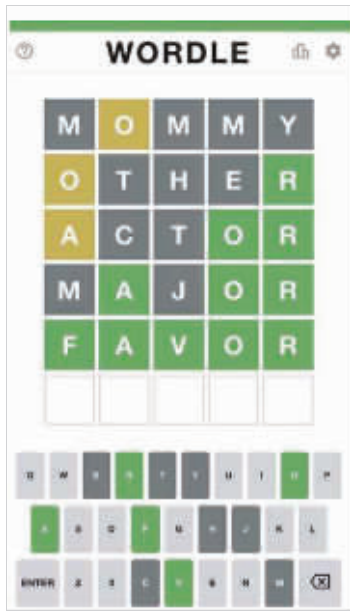 WORDLE
M O M M Y
O T H E R
A C T O R
M A J O R
F A V O R
Q W E R T Y U I O P
A S D F G H J K L
ENTER Z X C V B N M